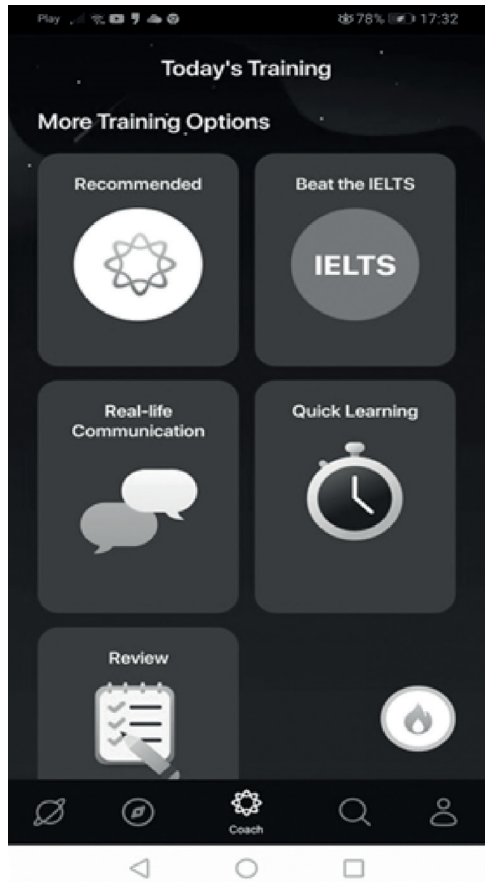 Play 78% 17:32
Today's Training
More Training Options
Recommended
Beat the IELTS
IELTS
Real-life
Communication
Quick Learning
Review
Coach